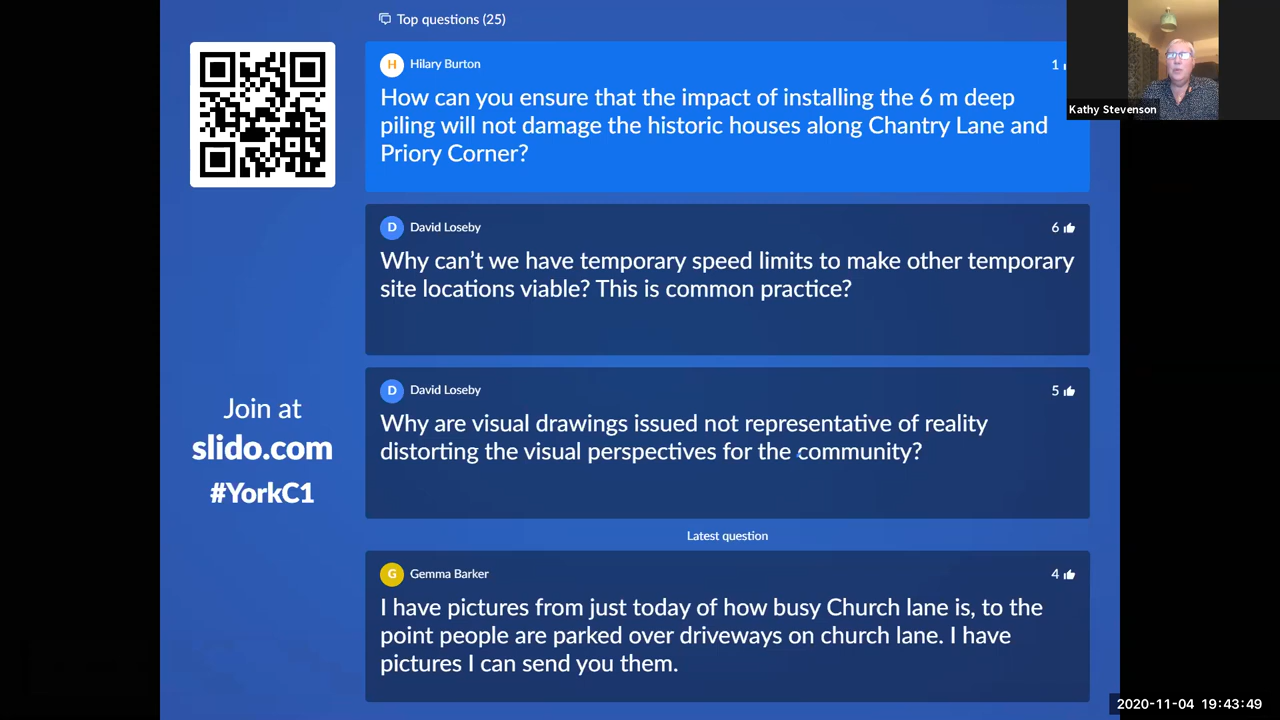 Top questions (25)
H Hilary Burton 1
How can you ensure that the impact of installing the 6 m deep
piling will not damage the historic houses along Chantry Lane and
Priory Corner?
Kathy Stevenson
D David Loseby 6
Why can't we have temporary speed limits to make other temporary
site locations viable? This is common practice?
D David Loseby 5
Why are visual drawings issued not representative of reality
distorting the visual perspectives for the community?
Join at
slido.com
#YorkC1
Latest question
G Gemma Barker 4
I have pictures from just today of how busy Church lane is, to the
point people are parked over driveways on church lane. I have
pictures I can send you them.
2020-11-04 19:43:49